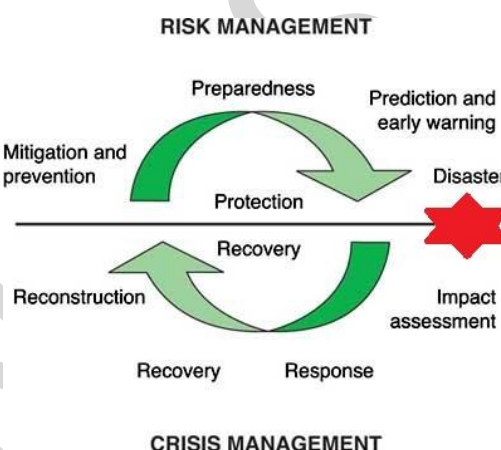 RISK MANAGEMENT
Preparedness
Prediction and
early warning
Mitigation and
prevention
Disaster
Protection
Recovery
Reconstruction
Impact
assessment
Recovery
Response
CRISIS MANAGEMENT